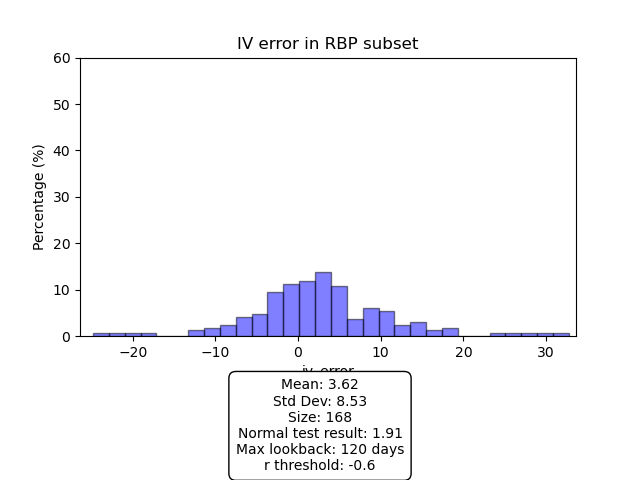 IV error in RBP subset
60
50
40
30
20
10
0
Percentage (%)
−20
−10
0
10
20
30
iv_error
Mean: 3.62
Std Dev: 8.53
Size: 168
Normal test result: 1.91
Max lookback: 120 days
r threshold: -0.6